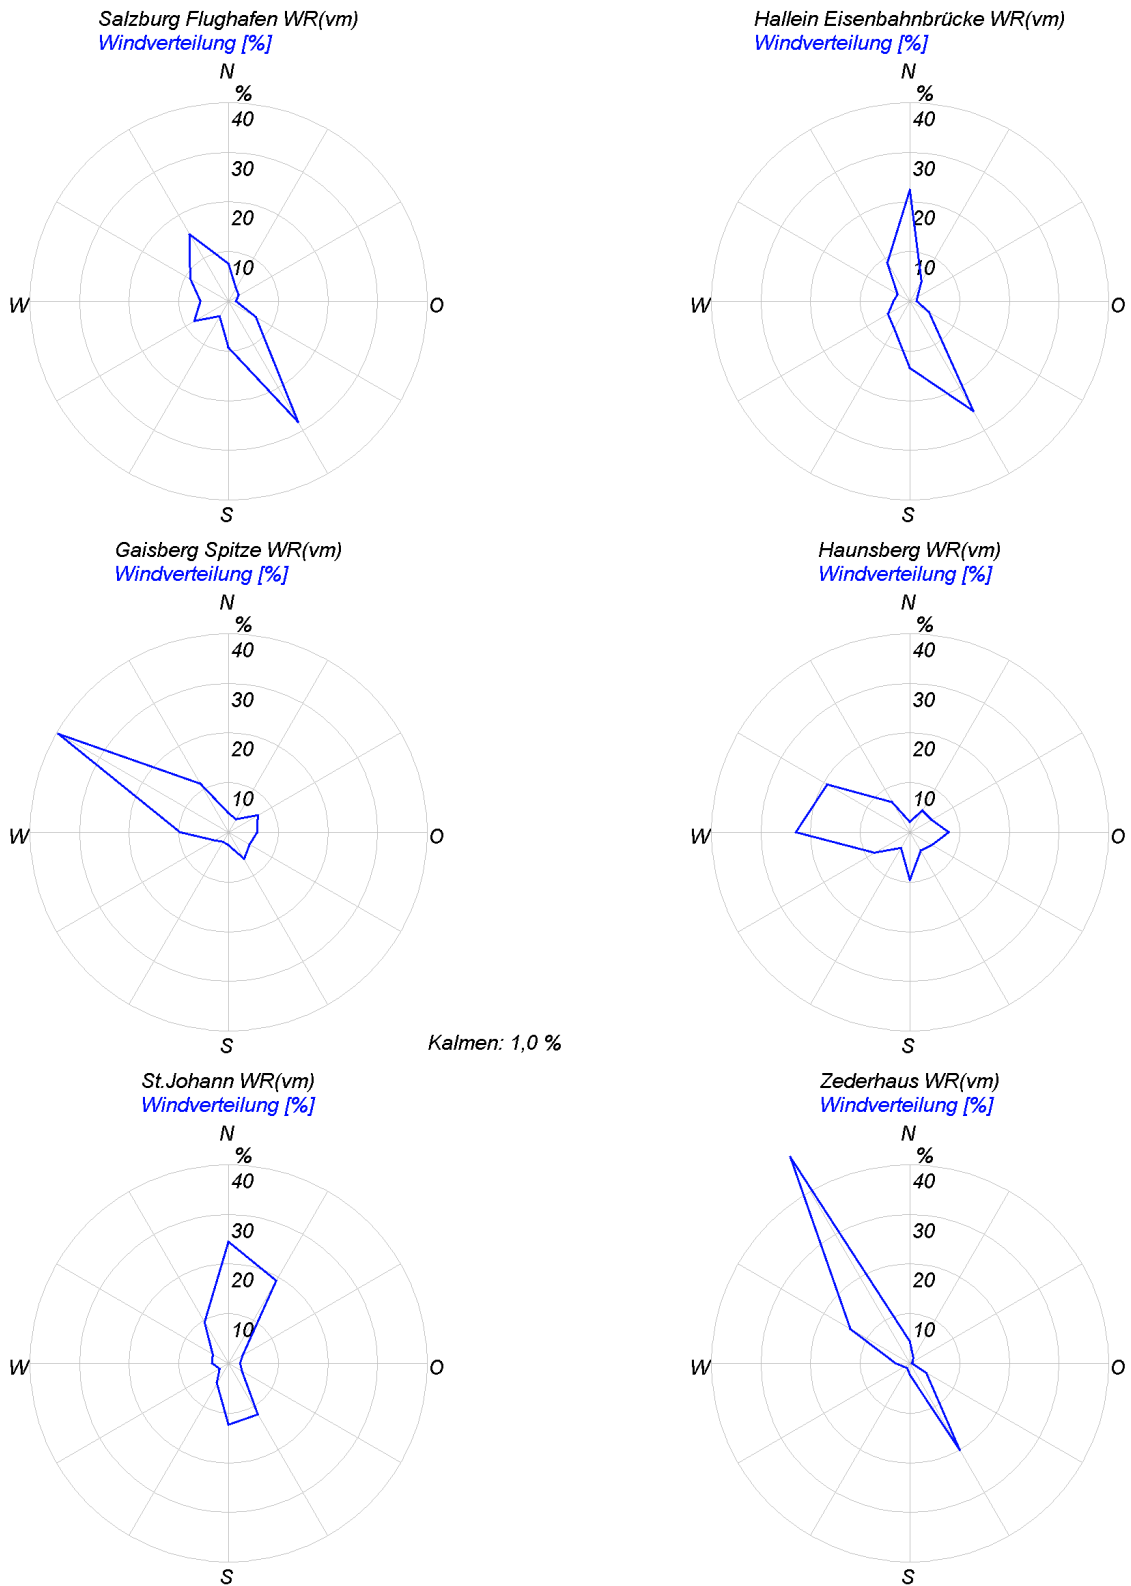 Salzburg Flughafen WR(vm)
Windverteilung [%]
N
%
40
30
20
10
W
O
S
Hallein Eisenbahnbrücke WR(vm)
Windverteilung [%]
N
%
40
30
20
10
W
O
S
Gaisberg Spitze WR(vm)
Windverteilung [%]
N
%
40
30
20
10
W
O
S
Kalmen: 1,0 %
Haunsberg WR(vm)
Windverteilung [%]
N
%
40
30
20
10
W
O
S
St.Johann WR(vm)
Windverteilung [%]
N
%
40
30
20
10
W
O
S
Zederhaus WR(vm)
Windverteilung [%]
N
%
40
30
20
10
W
O
S